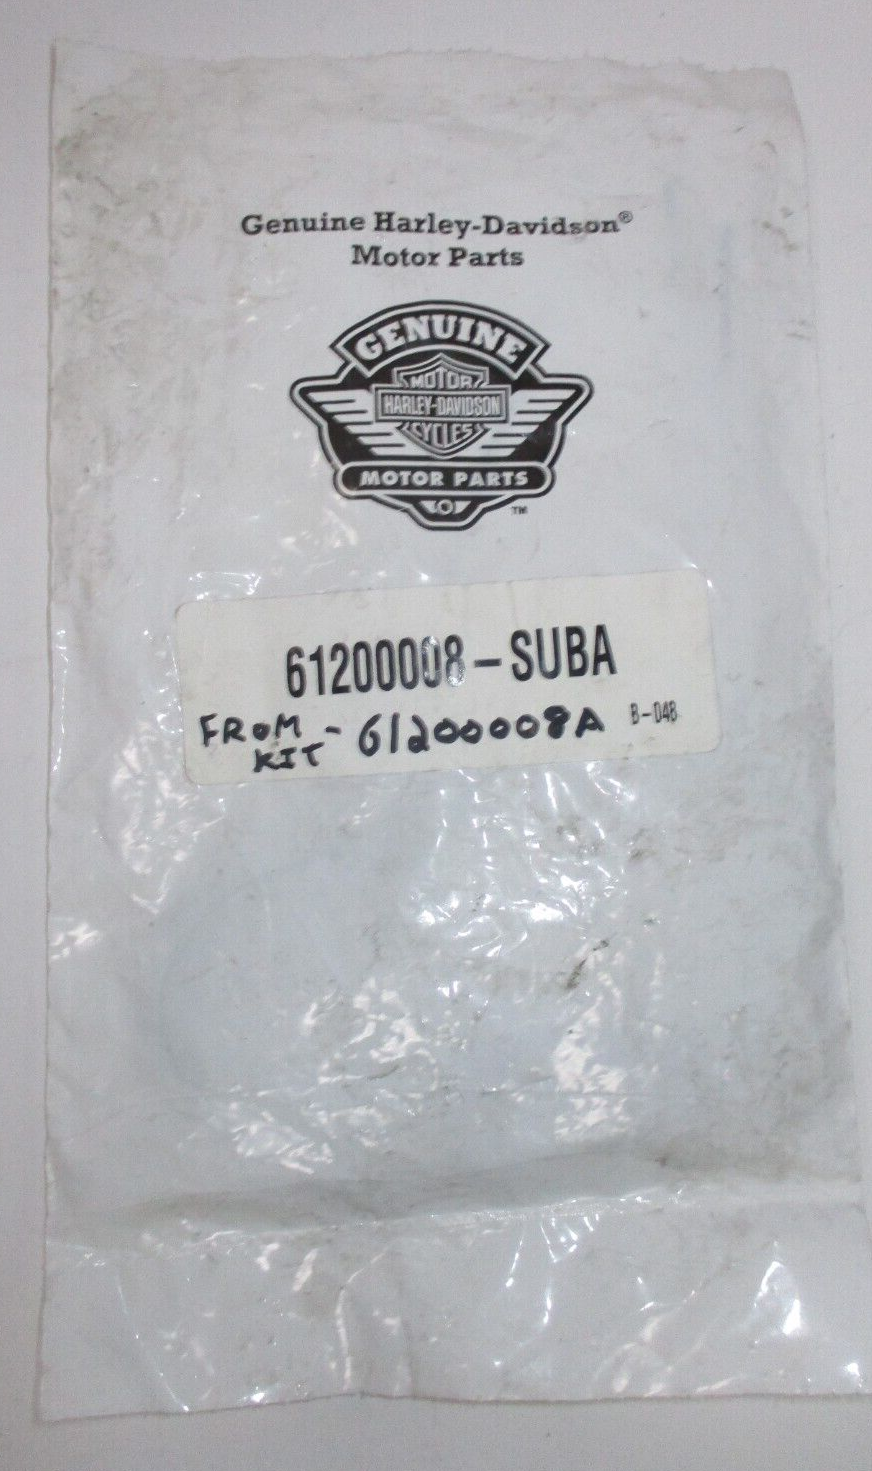 Genuine Harley-Davidson®
Motor Parts
GENUINE
MOTOR
HARLEY-DAVIDSON
CYCLES
MOTOR PARTS
TM
61200008-SUBA
FROM - 61200008A B-048
KIT